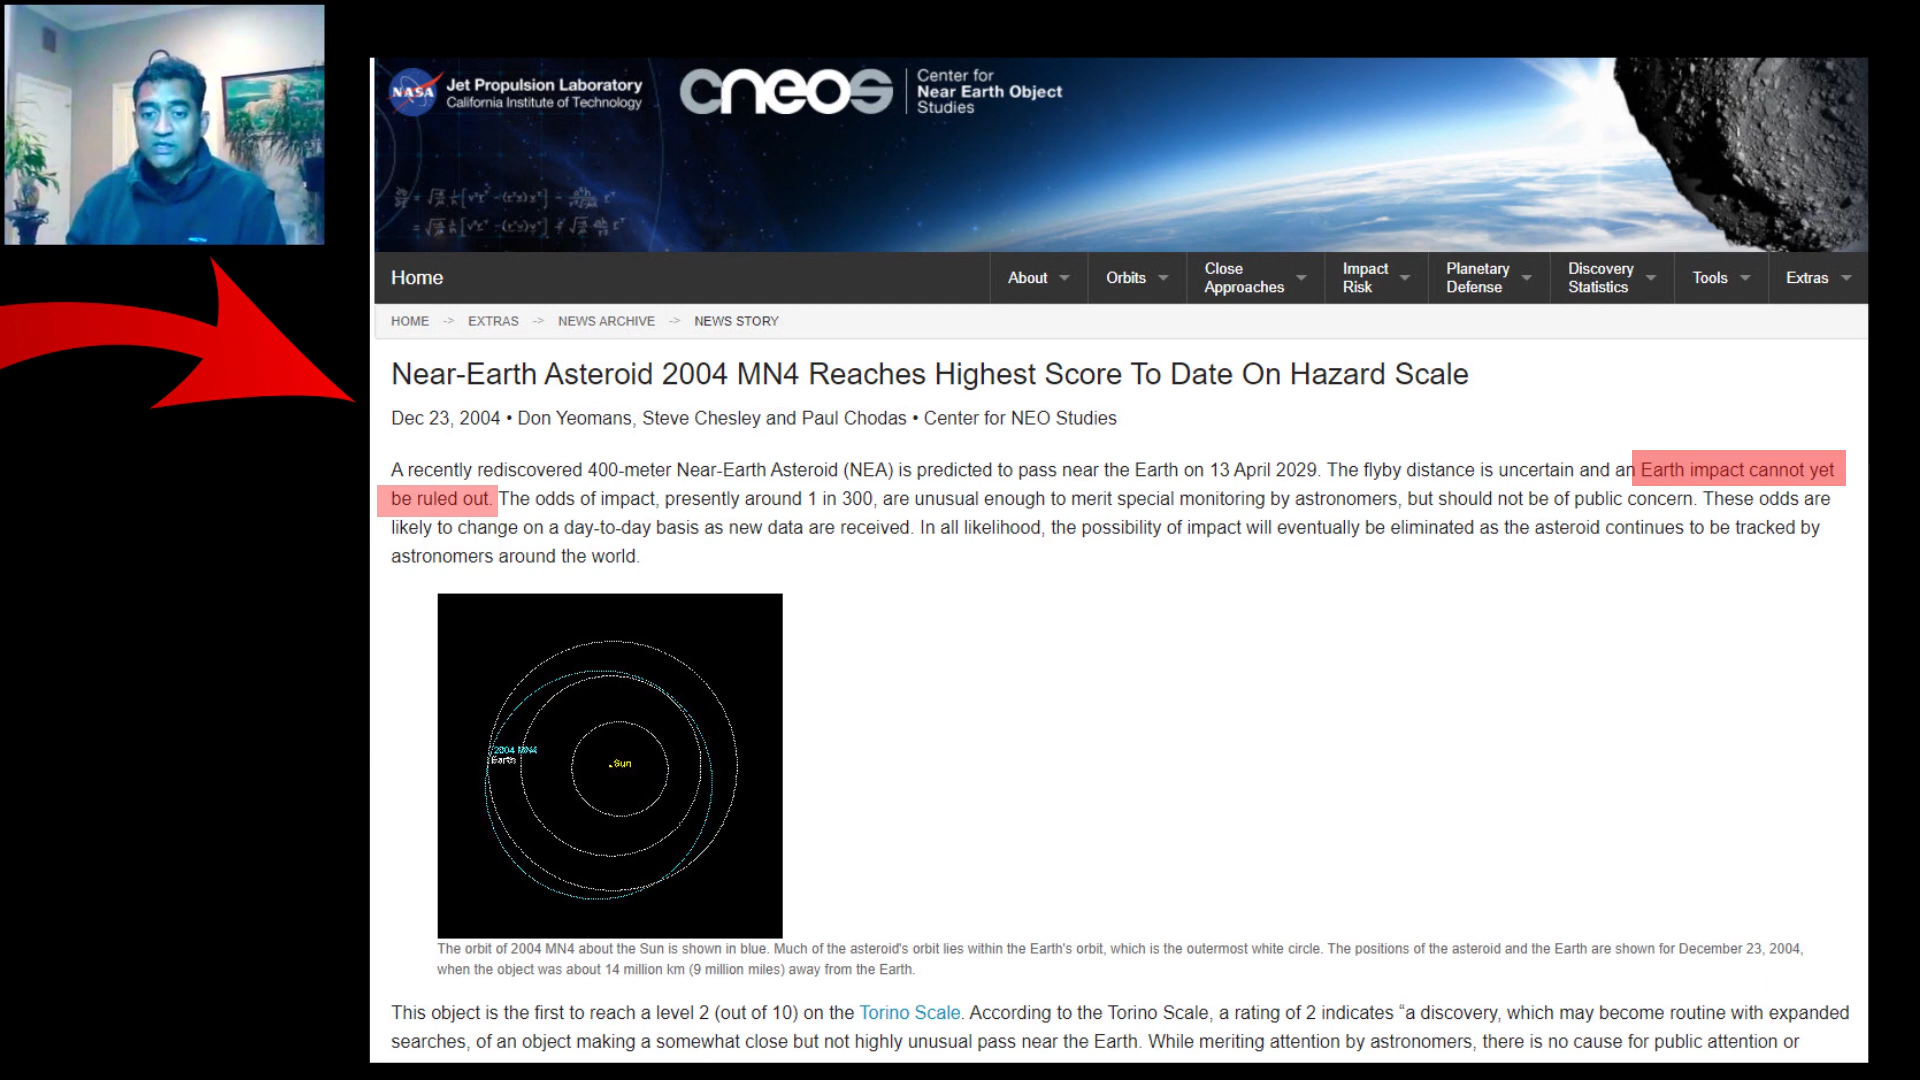 NASA
Jet Propulsion Laboratory
California Institute of Technology
cneos
Center for
Near Earth Object
Studies
Home
About
Orbits
Close
Approaches
Impact
Risk
Planetary
Defense
Discovery
Statistics
Tools
Extras
HOME -> EXTRAS -> NEWS ARCHIVE -> NEWS STORY
Near-Earth Asteroid 2004 MN4 Reaches Highest Score To Date On Hazard Scale
Dec 23, 2004 • Don Yeomans, Steve Chesley and Paul Chodas • Center for NEO Studies
A recently rediscovered 400-meter Near-Earth Asteroid (NEA) is predicted to pass near the Earth on 13 April 2029. The flyby distance is uncertain and an Earth impact cannot yet
be ruled out. The odds of impact, presently around 1 in 300, are unusual enough to merit special monitoring by astronomers, but should not be of public concern. These odds are
likely to change on a day-to-day basis as new data are received. In all likelihood, the possibility of impact will eventually be eliminated as the asteroid continues to be tracked by
astronomers around the world.
2004 MN4
Earth
Sun
The orbit of 2004 MN4 about the Sun is shown in blue. Much of the asteroid's orbit lies within the Earth's orbit, which is the outermost white circle. The positions of the asteroid and the Earth are shown for December 23, 2004,
when the object was about 14 million km (9 million miles) away from the Earth.
This object is the first to reach a level 2 (out of 10) on the Torino Scale. According to the Torino Scale, a rating of 2 indicates “a discovery, which may become routine with expanded
searches, of an object making a somewhat close but not highly unusual pass near the Earth. While meriting attention by astronomers, there is no cause for public attention or